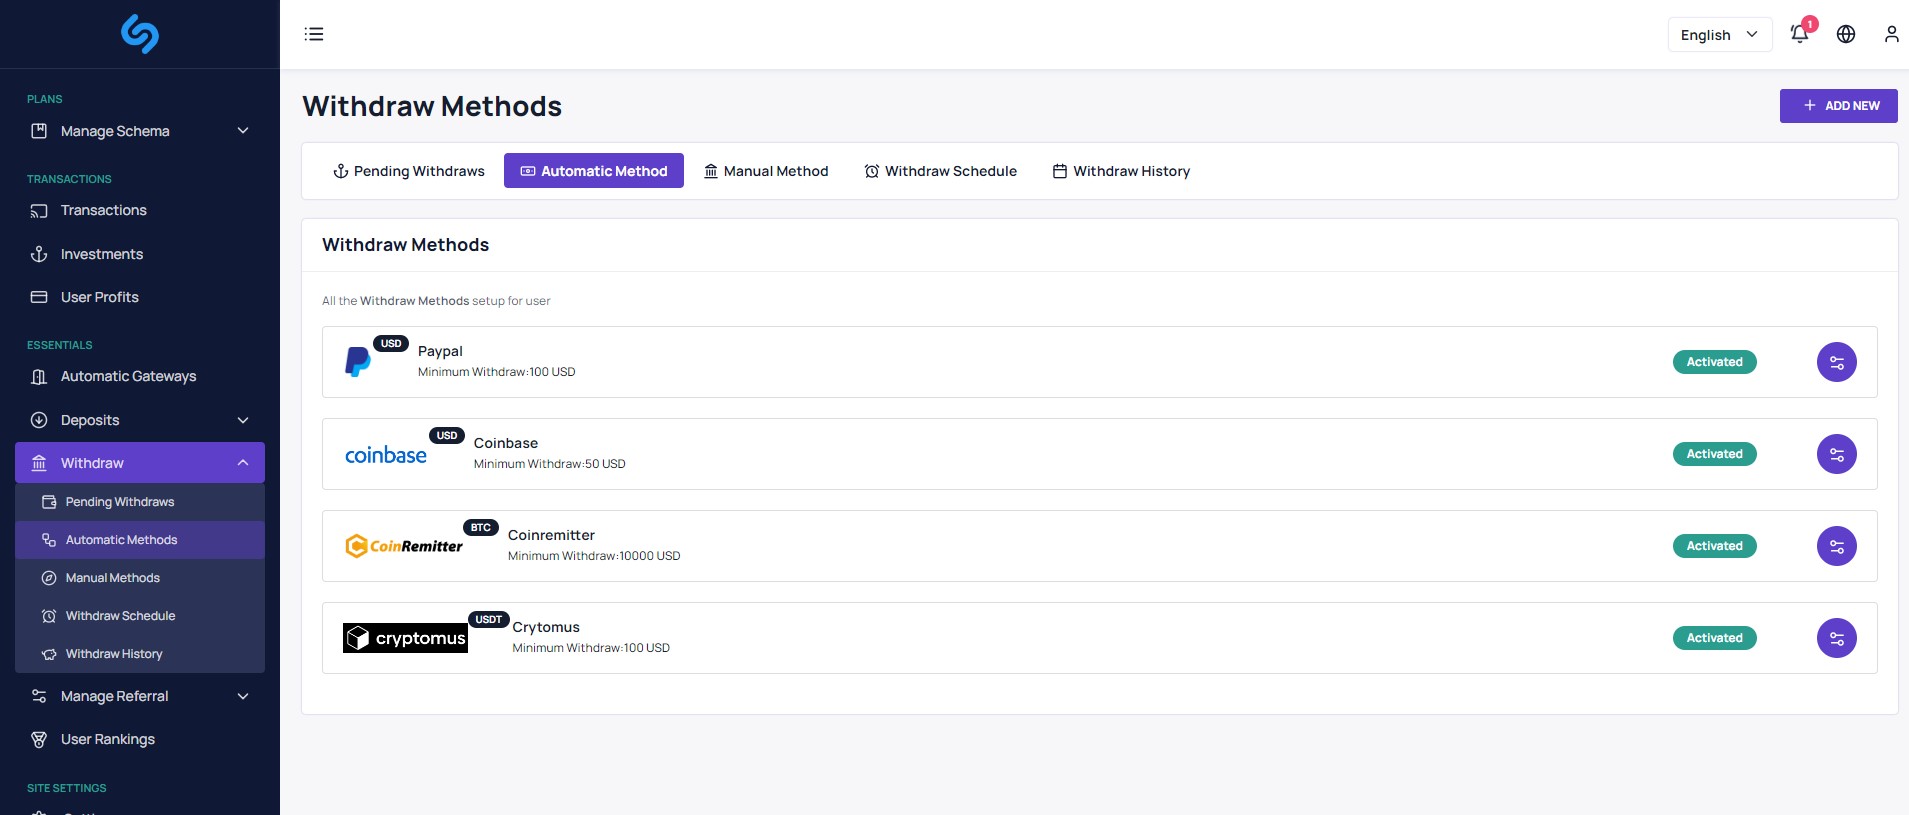 English
1
PLANS
Manage Schema
TRANSACTIONS
Transactions
Investments
User Profits
ESSENTIALS
Automatic Gateways
Deposits
Withdraw
Pending Withdraws
Automatic Methods
Manual Methods
Withdraw Schedule
Withdraw History
Manage Referral
User Rankings
SITE SETTINGS
Withdraw Methods
ADD NEW
Pending Withdraws
Automatic Method
Manual Method
Withdraw Schedule
Withdraw History
Withdraw Methods
All the Withdraw Methods setup for user
USD
Paypal
Minimum Withdraw:100 USD
Activated
coinbase
USD
Coinbase
Minimum Withdraw:50 USD
Activated
CoinRemitter
BTC
Coinremitter
Minimum Withdraw:10000 USD
Activated
cryptomus
USDT
Crytomus
Minimum Withdraw:100 USD
Activated